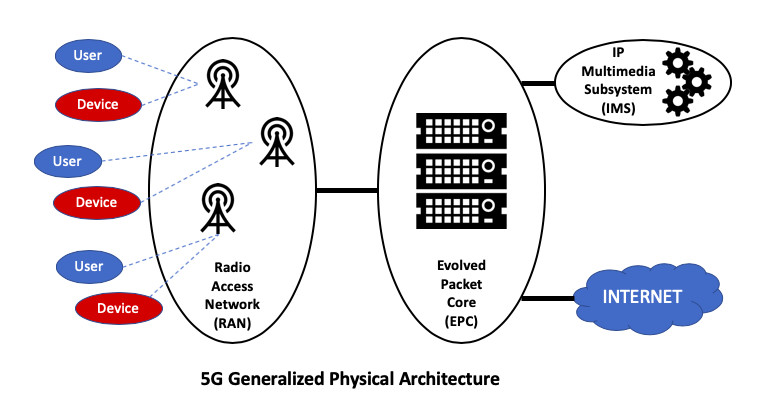 User
Device
User
Device
User
Device
Radio
Access
Network
(RAN)
Evolved
Packet
Core
(EPC)
IP
Multimedia
Subsystem
(IMS)
INTERNET
5G Generalized Physical Architecture